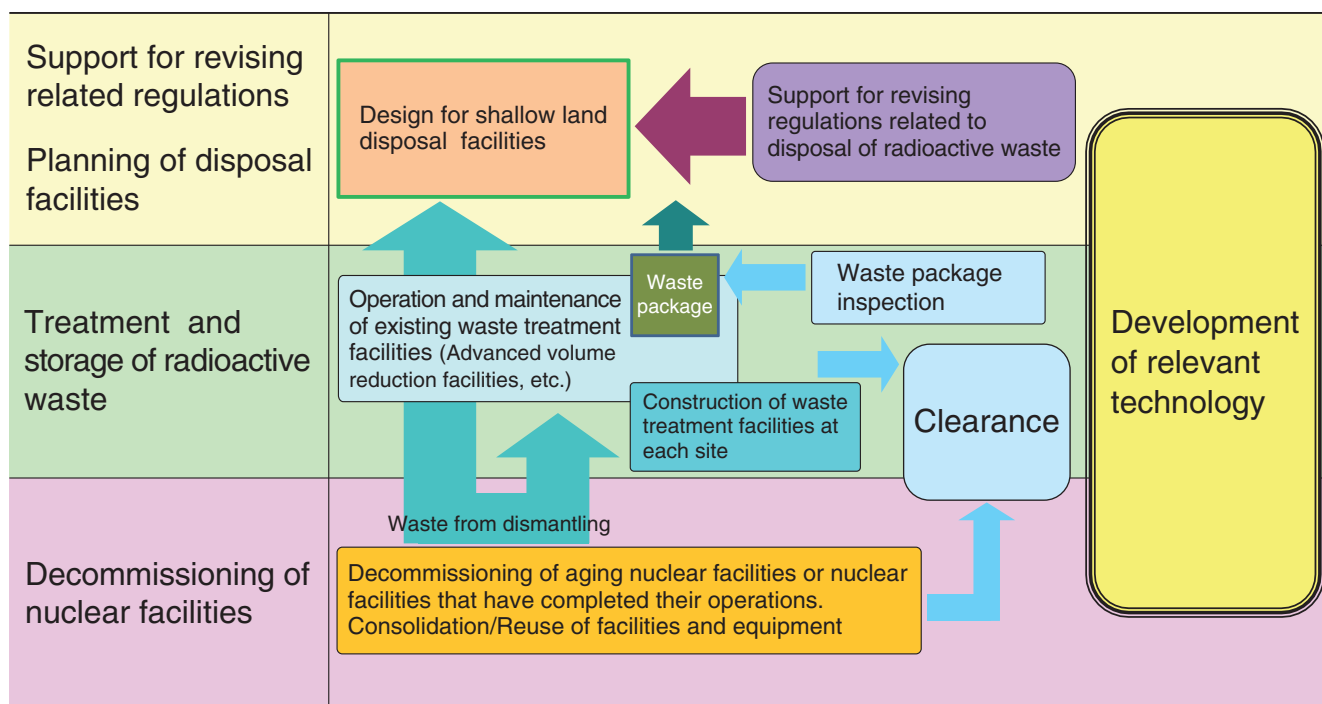 Support for revising
related regulations
Planning of disposal
facilities
Design for shallow land
disposal facilities
Support for revising
regulations related to
disposal of radioactive waste
Treatment and
storage of radioactive
waste
Operation and maintenance
of existing waste treatment
facilities (Advanced volume
reduction facilities, etc.)
Waste
package
Waste package
inspection
Construction of waste
treatment facilities at
each site
Clearance
Development
of relevant
technology
Decommissioning of
nuclear facilities
Waste from dismantling
Decommissioning of aging nuclear facilities or nuclear
facilities that have completed their operations.
Consolidation/Reuse of facilities and equipment